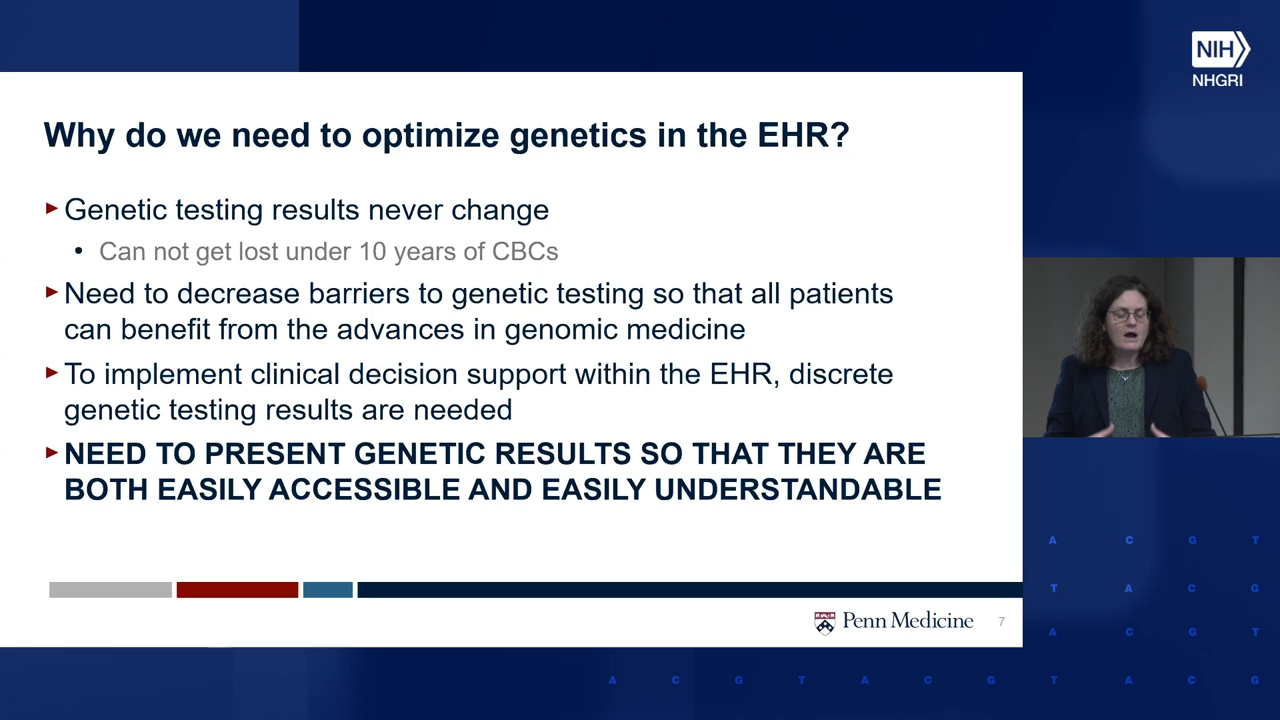 NIH
NHGRI
Why do we need to optimize genetics in the EHR?
Genetic testing results never change
Can not get lost under 10 years of CBCs
Need to decrease barriers to genetic testing so that all patients
can benefit from the advances in genomic medicine
To implement clinical decision support within the EHR, discrete
genetic testing results are needed
NEED TO PRESENT GENETIC RESULTS SO THAT THEY ARE
BOTH EASILY ACCESSIBLE AND EASILY UNDERSTANDABLE
Penn Medicine 7
A C G T
T A C G
A C G T
A C G T A C G T A C G